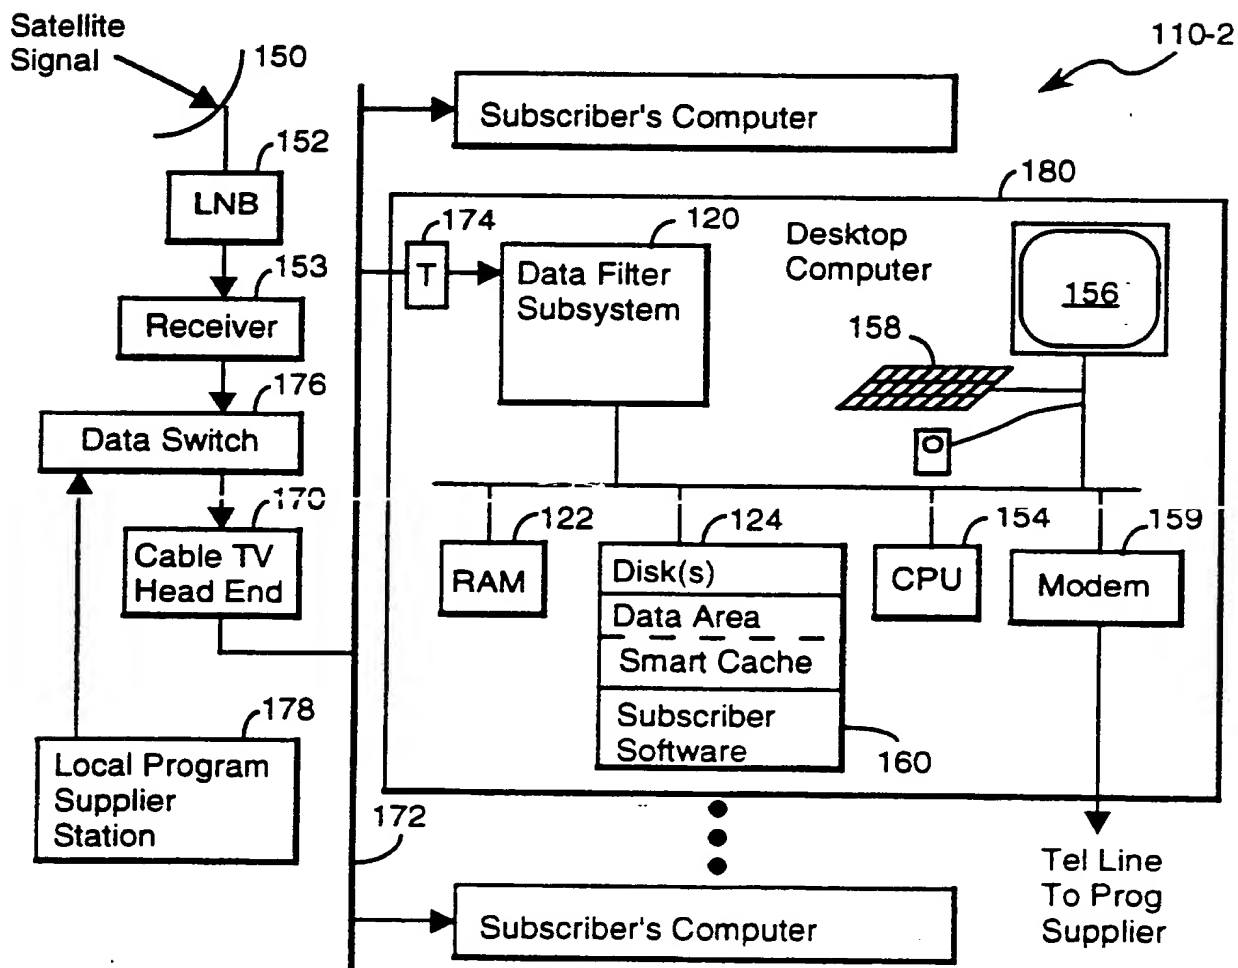 Satellite
Signal
150
110-2
Subscriber's Computer
152
LNB
180
174
T
120
Data Filter
Subsystem
Desktop
Computer
156
153
Receiver
158
176
Data Switch
170
Cable TV
Head End
122
RAM
124
Disk(s)
Data Area
Smart Cache
Subscriber
Software
160
154
CPU
159
Modem
178
Local Program
Supplier
Station
172
Tel Line
To Prog
Supplier
Subscriber's Computer